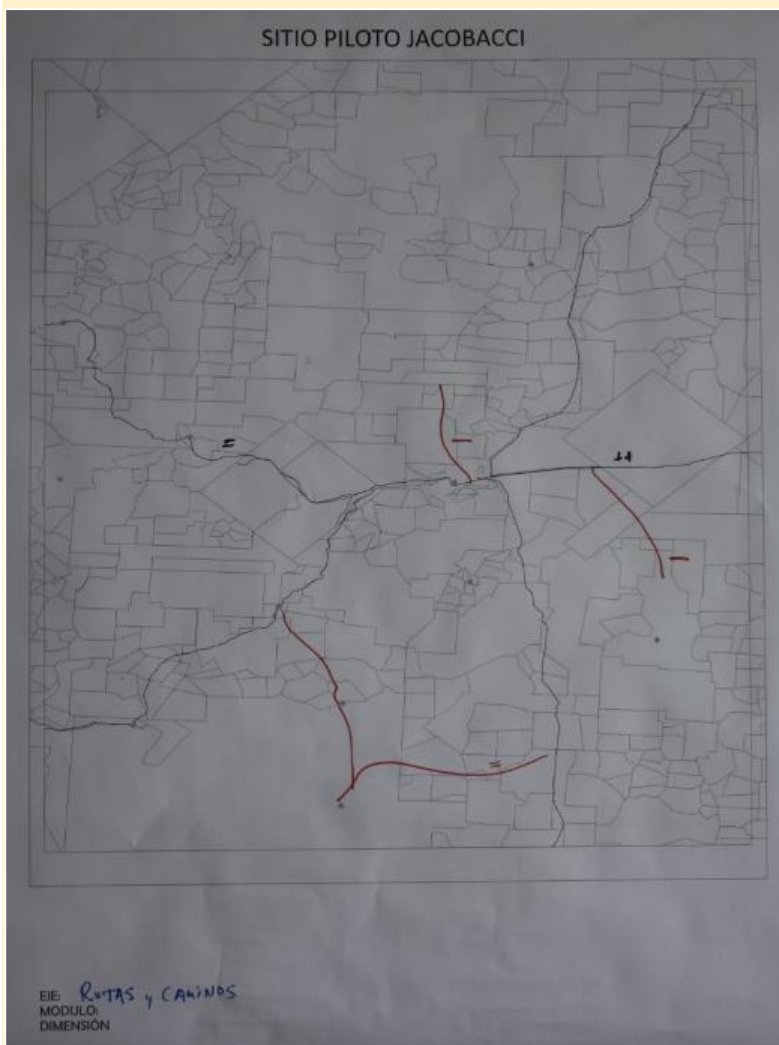 SITIO PILOTO JACOBACCI
=
++
–
–
=
EJE: RUTAS y CAMINOS
MODULO:
DIMENSIÓN